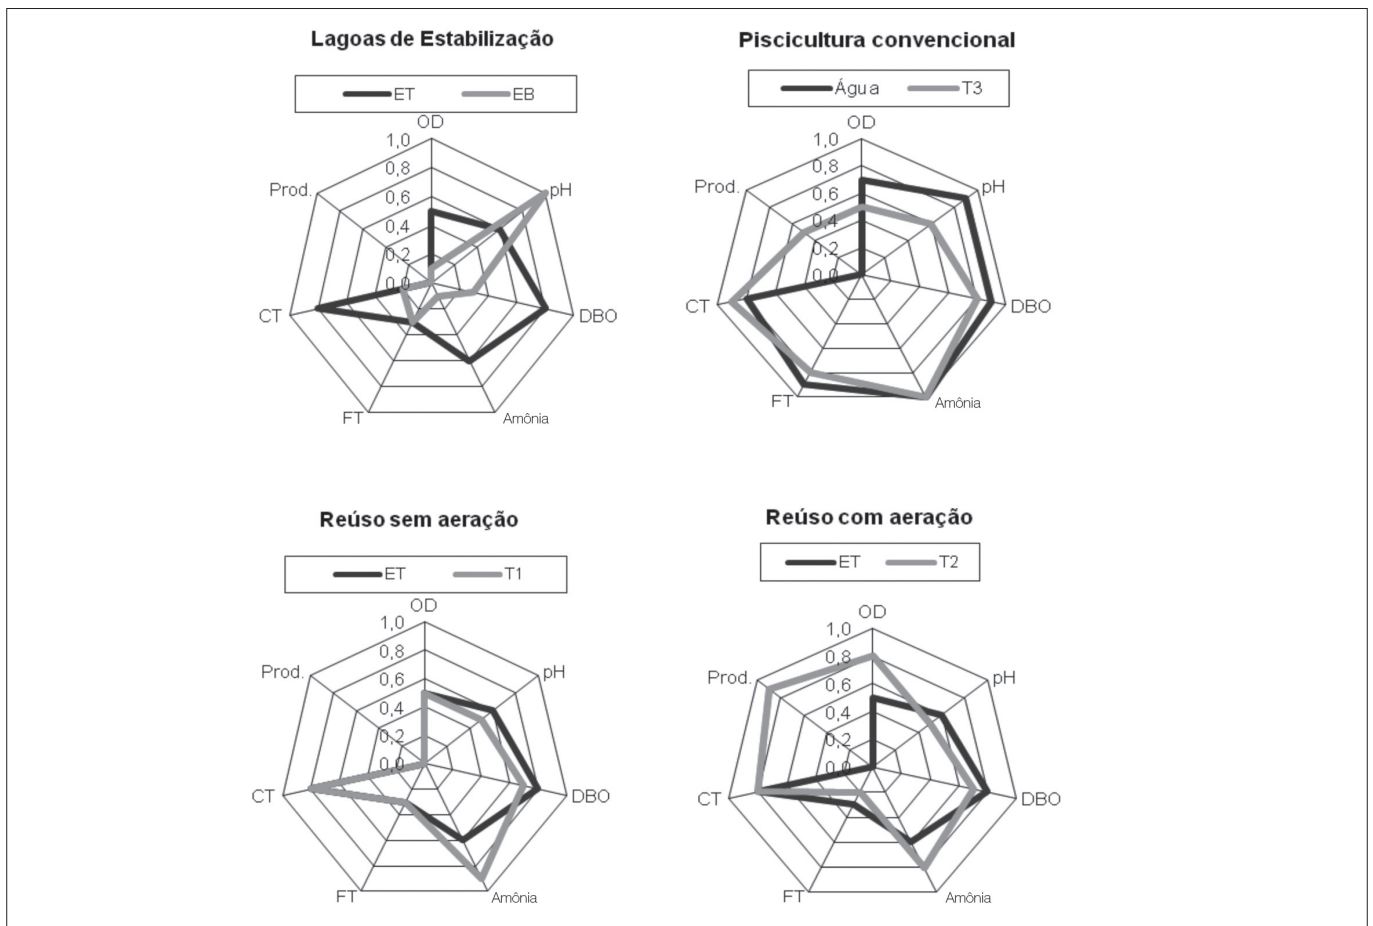 Lagoas de Estabilização
ET EB
OD
1,0
0,8
0,6
0,4
0,2
0,0
pH
DBO
Amônia
FT
CT
Prod.
Piscicultura convencional
Água T3
OD
1,0
0,8
0,6
0,4
0,2
0,0
pH
DBO
Amônia
FT
CT
Prod.
Reúso sem aeração
ET T1
OD
1,0
0,8
0,6
0,4
0,2
0,0
pH
DBO
Amônia
FT
CT
Prod.
Reúso com aeração
ET T2
OD
1,0
0,8
0,6
0,4
0,2
0,0
pH
DBO
Amônia
FT
CT
Prod.